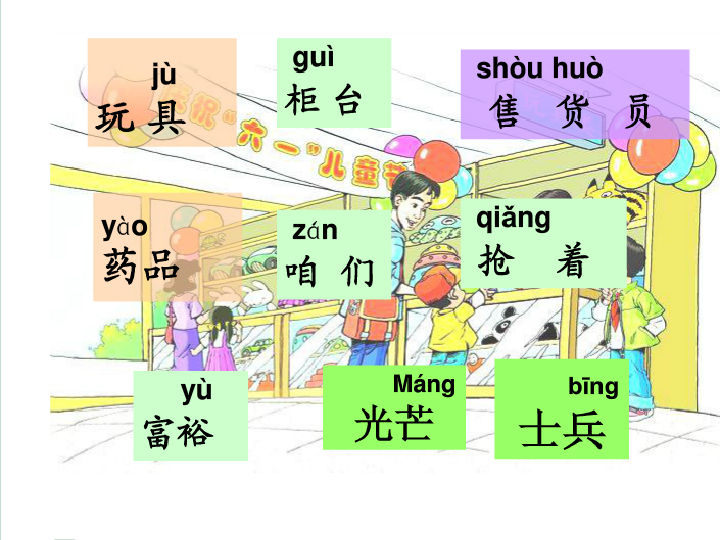 jù
玩 具
guì
柜 台
shòu huò
售 货 员
祝“六一”儿童节
yào
药品
zán
咱 们
qiǎng
抢 着
yù
富裕
Máng
光芒
bīng
士兵